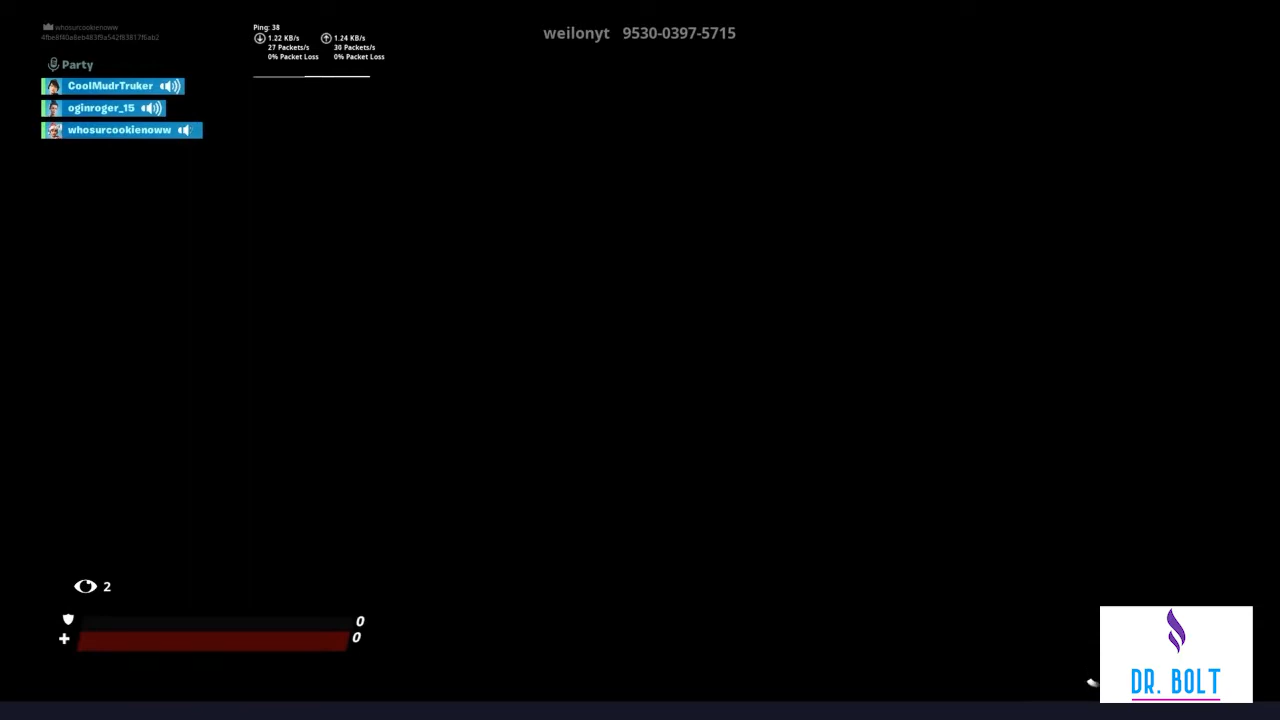 whosurcookienoww
Ping: 38
1.22 KB/s
1.24 KB/s
27 Packets/s
30 Packets/s
0% Packet Loss
0% Packet Loss
weilonyt 9530-0397-5715
Party
CoolMudrTruker
oginroger_15
whosurcookienoww
2
0
0
DR. BOLT